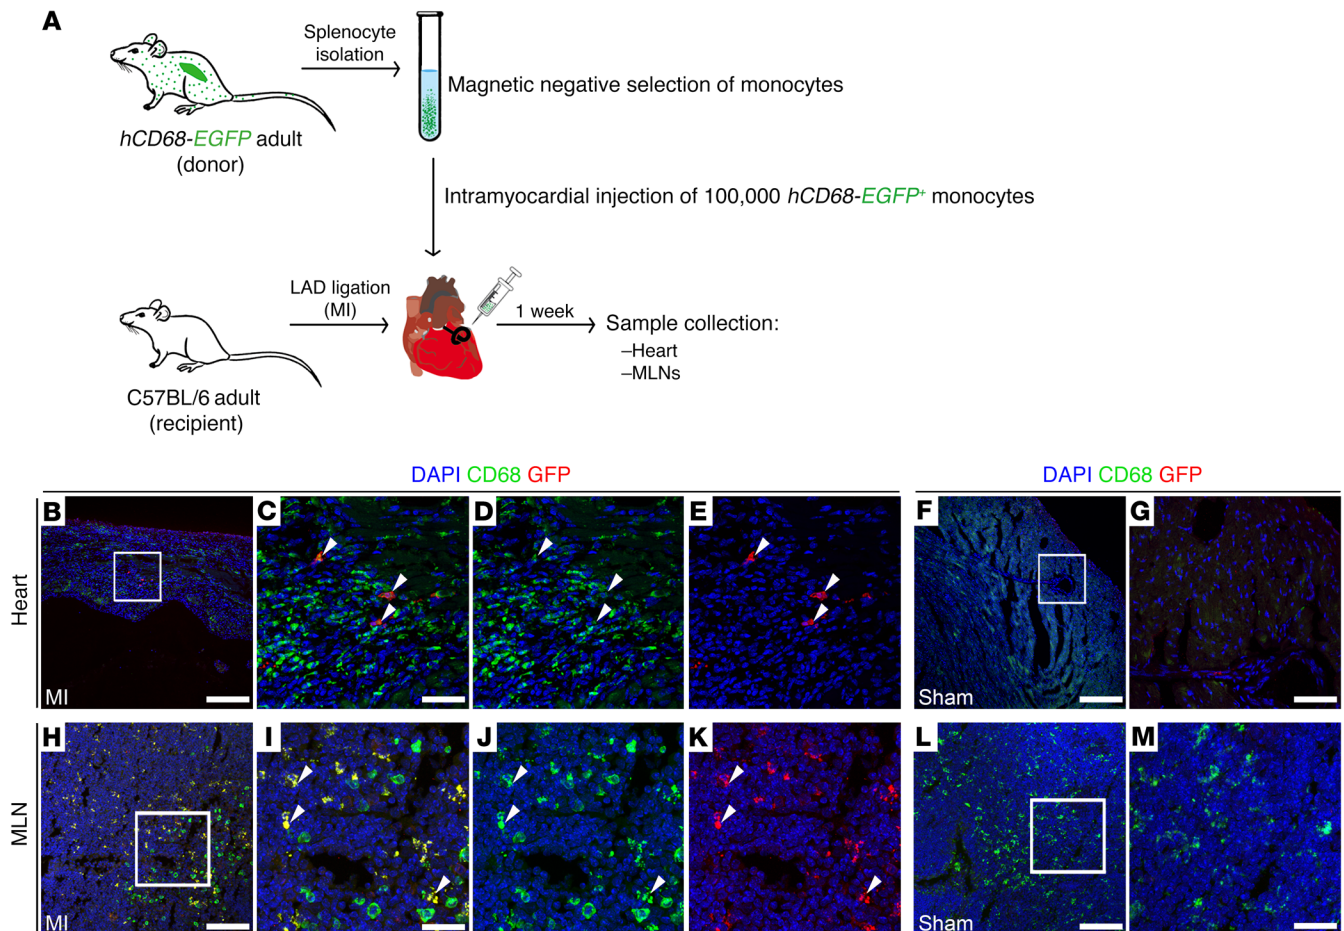 A
Splenocyte
isolation
Magnetic negative selection of monocytes
hCD68-EGFP adult
(donor)
Intramyocardial injection of 100,000 hCD68-EGFP+ monocytes
LAD ligation
(MI)
1 week
Sample collection:
–Heart
–MLNs
C57BL/6 adult
(recipient)
DAPI CD68 GFP
DAPI CD68 GFP
Heart
B
MI
C
D
E
F
Sham
G
MLN
H
MI
I
J
K
L
Sham
M